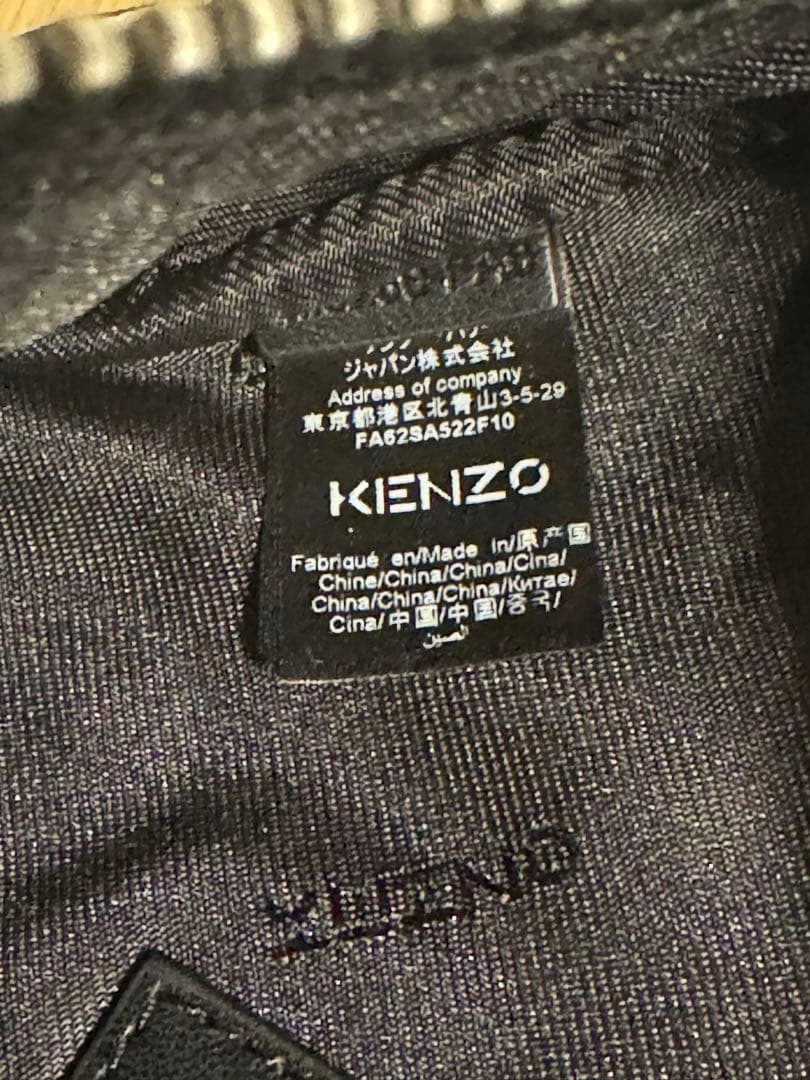 ジャパン株式会社
Address of company
東京都港区北青山3-5-29
FA62SA522F10
KENZO
Fabriqué en/Made in/原产国
Chine/China/China/Cina/
China/China/China/Китае/
Cina/中国/中国/중국/
الصين